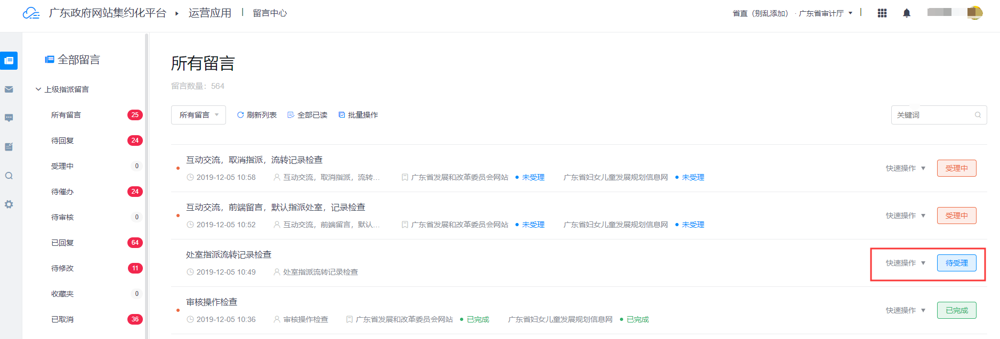 广东政府网站集约化平台 ▸ 运营应用 | 留言中心
省直（别乱添加） · 广东省审计厅
全部留言
上级指派留言
所有留言 25
待回复 24
受理中 0
待催办 24
待审核 0
已回复 64
待修改 11
收藏夹 0
已取消 36
所有留言
留言数量：564
所有留言 刷新列表 全部已读 批量操作 关键词
互动交流，取消指派，流转记录检查
2019-12-05 10:58 互动交流，取消指派，流转... 广东省发展和改革委员会网站 • 未受理 广东省妇女儿童发展规划信息网 • 未受理
快速操作 受理中
互动交流，前端留言，默认指派处室，记录检查
2019-12-05 10:52 互动交流，前端留言，默认... 广东省发展和改革委员会网站 • 未受理 广东省妇女儿童发展规划信息网 • 未受理
快速操作 受理中
处室指派流转记录检查
2019-12-05 10:49 处室指派流转记录检查
快速操作 待受理
审核操作检查
2019-12-05 10:36 审核操作检查 广东省发展和改革委员会网站 • 已完成 广东省妇女儿童发展规划信息网 • 已完成
快速操作 已完成